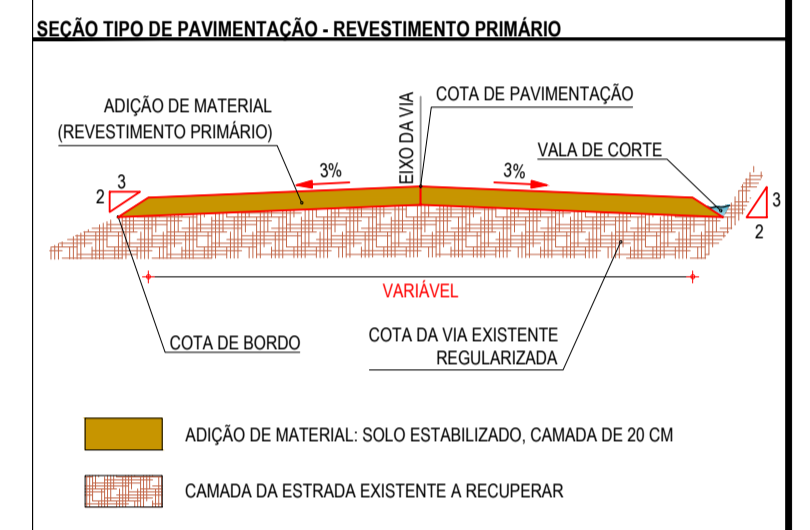 SEÇÃO TIPO DE PAVIMENTAÇÃO - REVESTIMENTO PRIMÁRIO
ADIÇÃO DE MATERIAL
(REVESTIMENTO PRIMÁRIO)
EIXO DA VIA
COTA DE PAVIMENTAÇÃO
VALA DE CORTE
3%
3%
3
2
3
2
VARIÁVEL
COTA DE BORDO
COTA DA VIA EXISTENTE
REGULARIZADA
ADIÇÃO DE MATERIAL: SOLO ESTABILIZADO, CAMADA DE 20 CM
CAMADA DA ESTRADA EXISTENTE A RECUPERAR